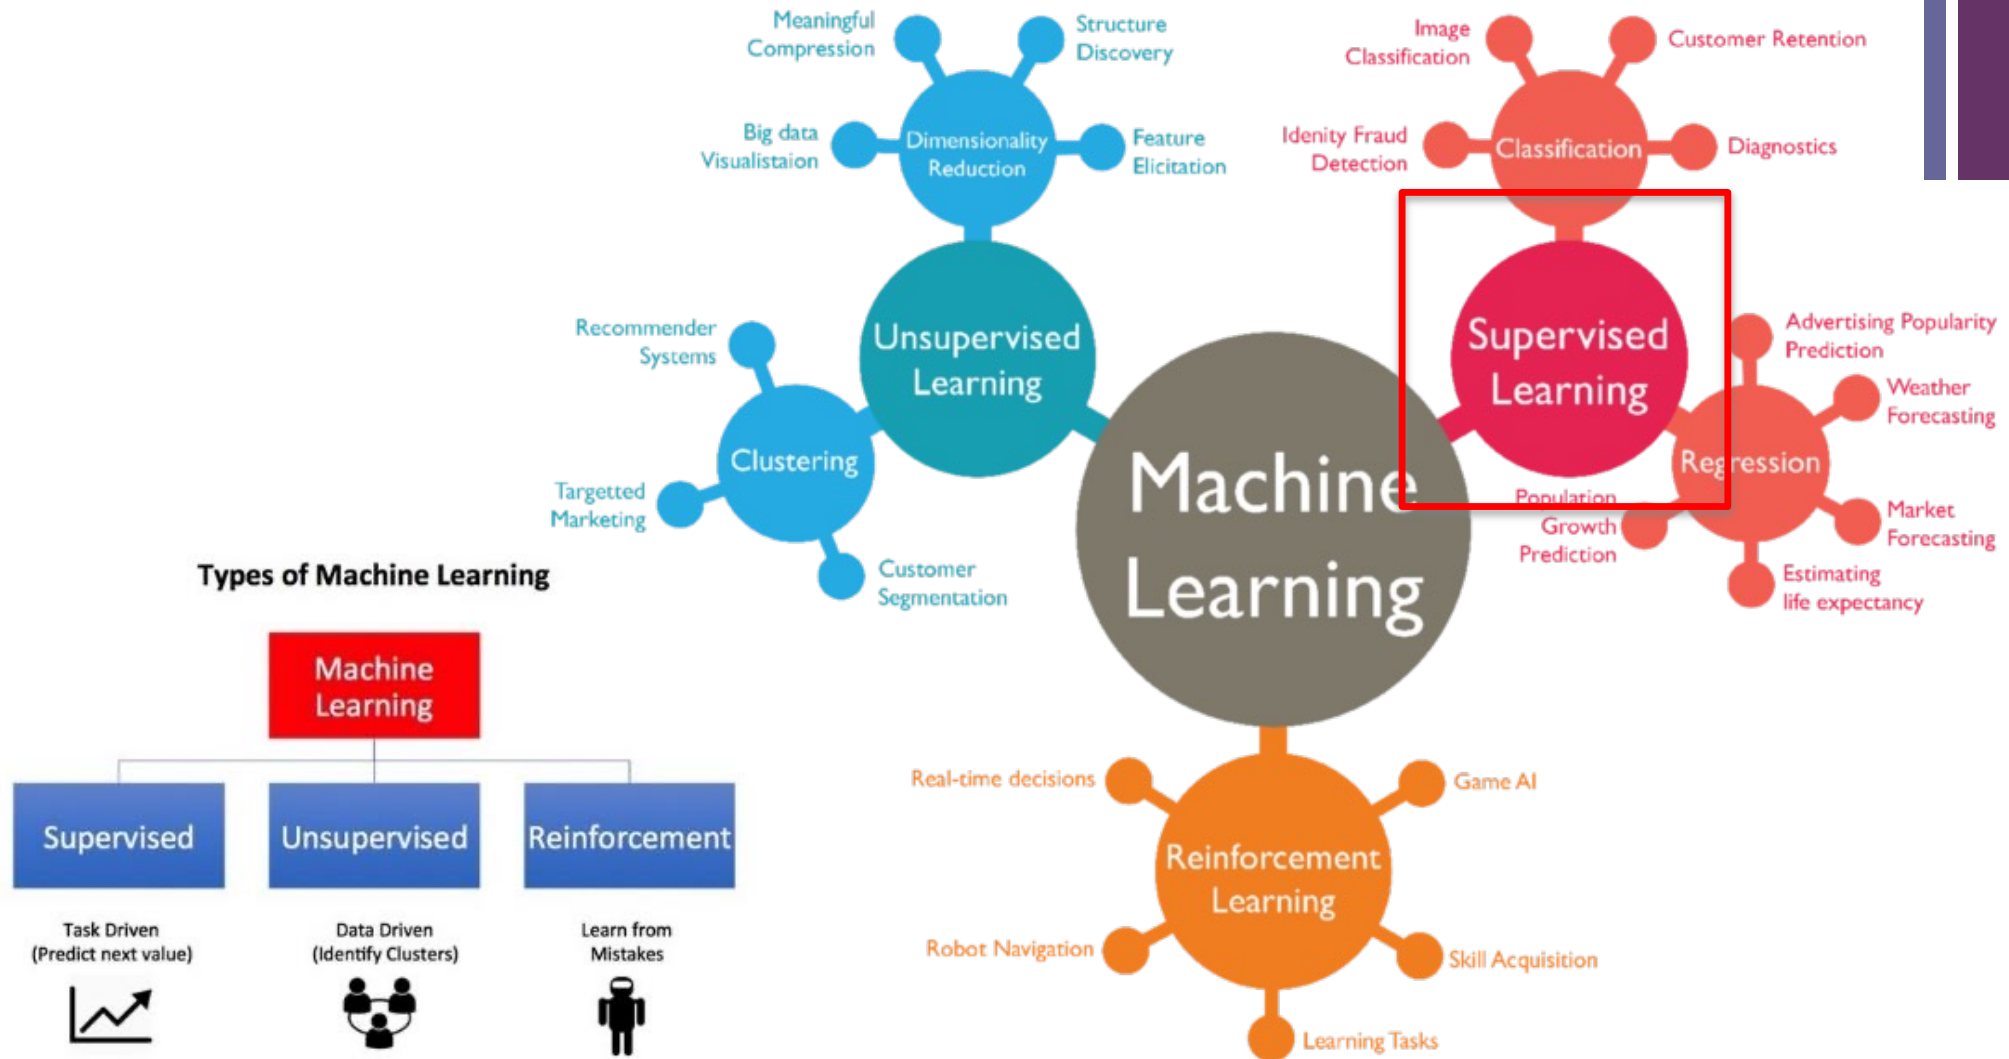 Meaningful
Compression
Structure
Discovery
Big data
Visualistaion
Dimensionality
Reduction
Feature
Elicitation
Image
Classification
Customer Retention
Idenity Fraud
Detection
Classification
Diagnostics
Recommender
Systems
Unsupervised
Learning
Clustering
Targetted
Marketing
Customer
Segmentation
Supervised
Learning
Advertising Popularity
Prediction
Weather
Forecasting
Regression
Population
Growth
Prediction
Market
Forecasting
Estimating
life expectancy
Machine
Learning
Types of Machine Learning
Machine
Learning
Supervised
Unsupervised
Reinforcement
Task Driven
(Predict next value)
Data Driven
(Identify Clusters)
Learn from
Mistakes
Real-time decisions
Game AI
Reinforcement
Learning
Robot Navigation
Skill Acquisition
Learning Tasks